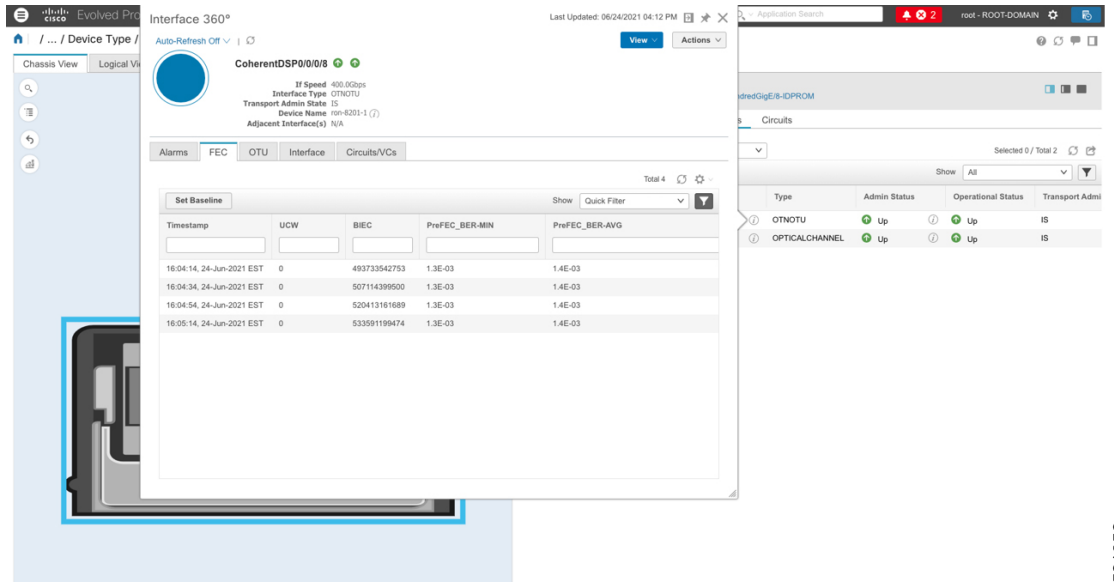 cisco Evolved Pro
Application Search
2
root - ROOT-DOMAIN
/ ... / Device Type /
Chassis View
Logical Vi
Interface 360°
Last Updated: 06/24/2021 04:12 PM
Auto-Refresh Off
View
Actions
CoherentDSP0/0/0/8
If Speed 400.0Gbps
Interface Type OTNOTU
Transport Admin State IS
Device Name ron-8201-1
Adjacent Interface(s) N/A
Alarms FEC OTU Interface Circuits/VCs
Total 4
Set Baseline
Show Quick Filter
Timestamp UCW BIEC PreFEC_BER-MIN PreFEC_BER-AVG
16:04:14, 24-Jun-2021 EST 0 493733542753 1.3E-03 1.4E-03
16:04:34, 24-Jun-2021 EST 0 507114399500 1.3E-03 1.4E-03
16:04:54, 24-Jun-2021 EST 0 520413161689 1.3E-03 1.4E-03
16:05:14, 24-Jun-2021 EST 0 533591199474 1.3E-03 1.4E-03
ndredGigE/8-IDPROM
s Circuits
Selected 0 / Total 2
Show All
Type Admin Status Operational Status Transport Admi
OTNOTU Up Up IS
OPTICALCHANNEL Up Up IS